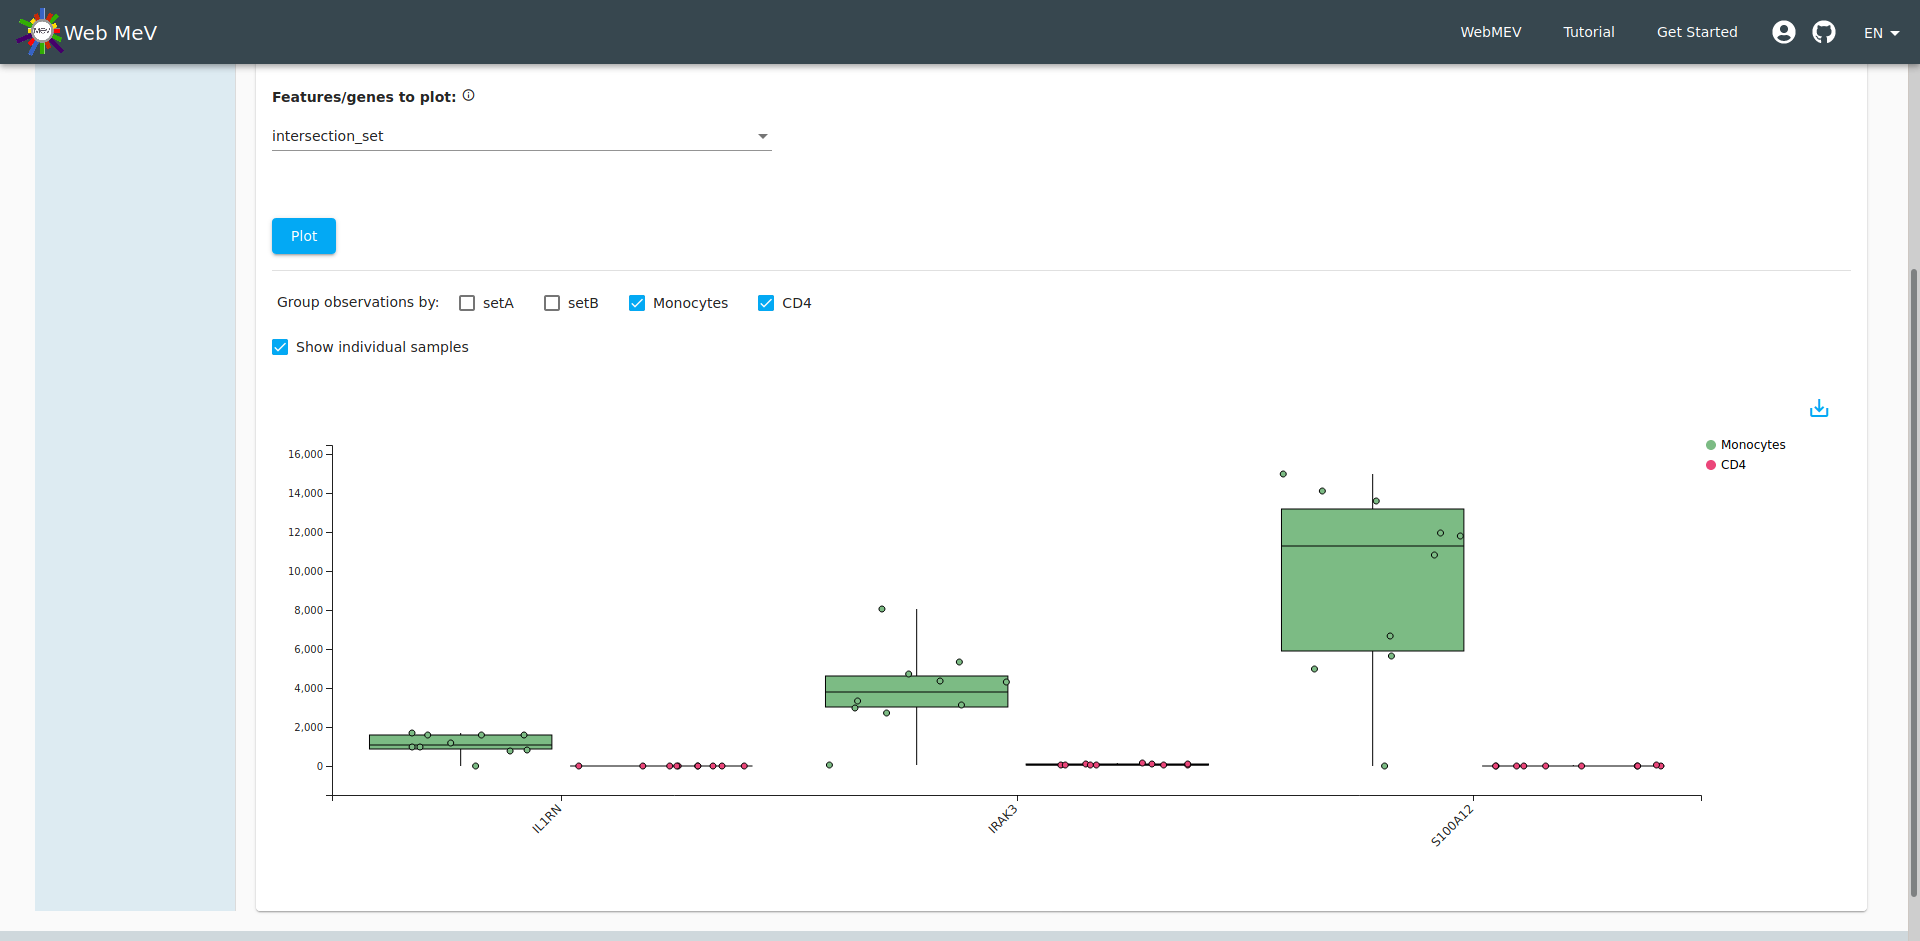 MeV
Web MeV
WebMEV
Tutorial
Get Started
EN
Features/genes to plot:
intersection_set
Plot
Group observations by:
setA
setB
Monocytes
CD4
Show individual samples
Monocytes
CD4
16,000
14,000
12,000
10,000
8,000
6,000
4,000
2,000
0
IL1RN
IRAK3
S100A12